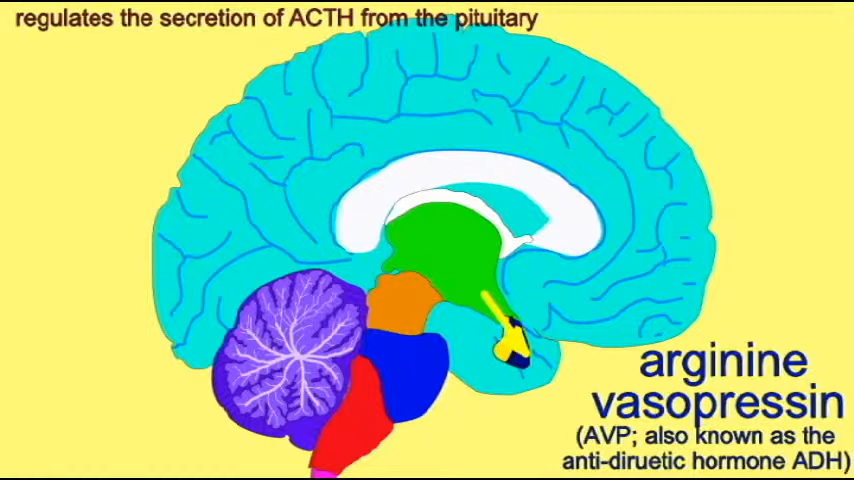 regulates the secretion of ACTH from the pituitary
arginine
vasopressin
(AVP; also known as the
anti-diruetic hormone ADH)